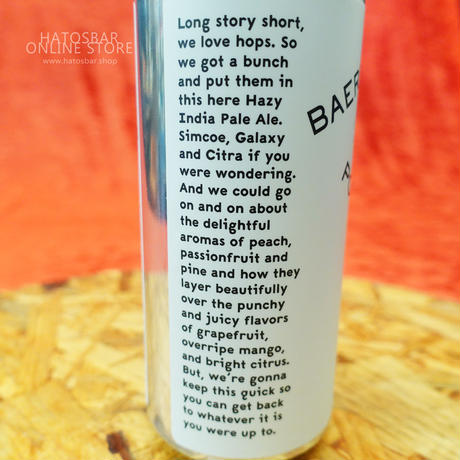 HATOSBAR
ONLINE STORE
www.hatosbar.shop
Long story short,
we love hops. So
we got a bunch
and put them in
this here Hazy
India Pale Ale.
Simcoe, Galaxy
and Citra if you
were wondering.
And we could go
on and on about
the delightful
aromas of peach,
passionfruit and
pine and how they
layer beautifully
over the punchy
and juicy flavors
of grapefruit,
overripe mango,
and bright citrus.
But, we're gonna
keep this quick so
you can get back
to whatever it is
you were up to.